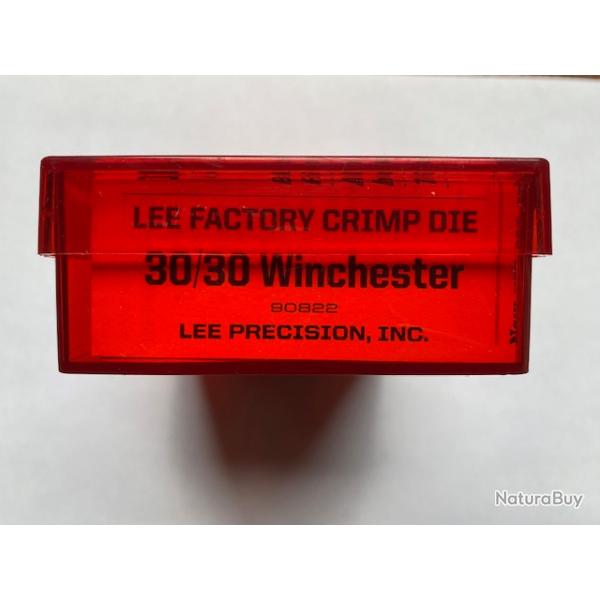 LEE FACTORY CRIMP DIE
30/30 Winchester
90822
LEE PRECISION, INC.
NaturaBuy